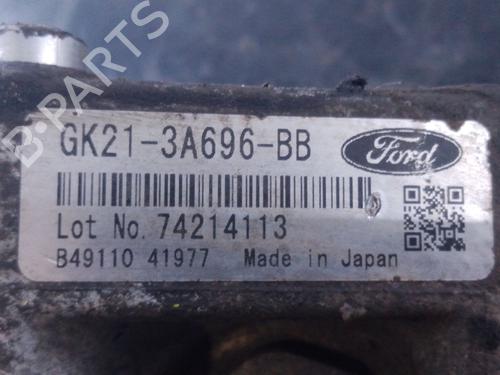 B-PARTS
GK21-3A696-BB
Ford
Lot No. 74214113
B49110 41977 Made in Japan